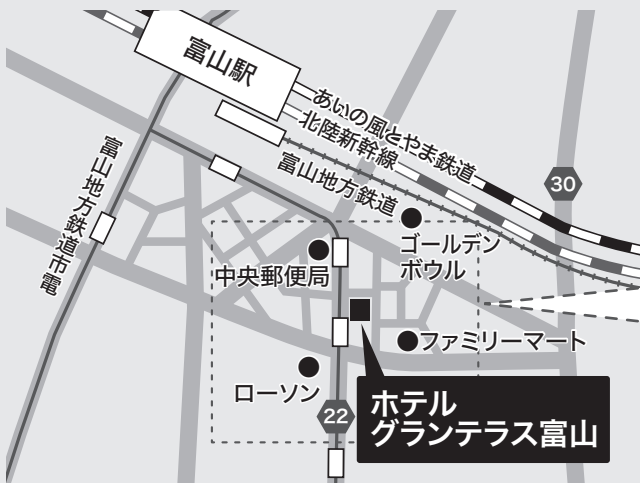 富山駅
あいの風とやま鉄道
北陸新幹線
富山地方鉄道
富山地方鉄道市電
30
ゴールデン
ボウル
中央郵便局
ファミリーマート
ローソン
22
ホテル
グランテラス富山